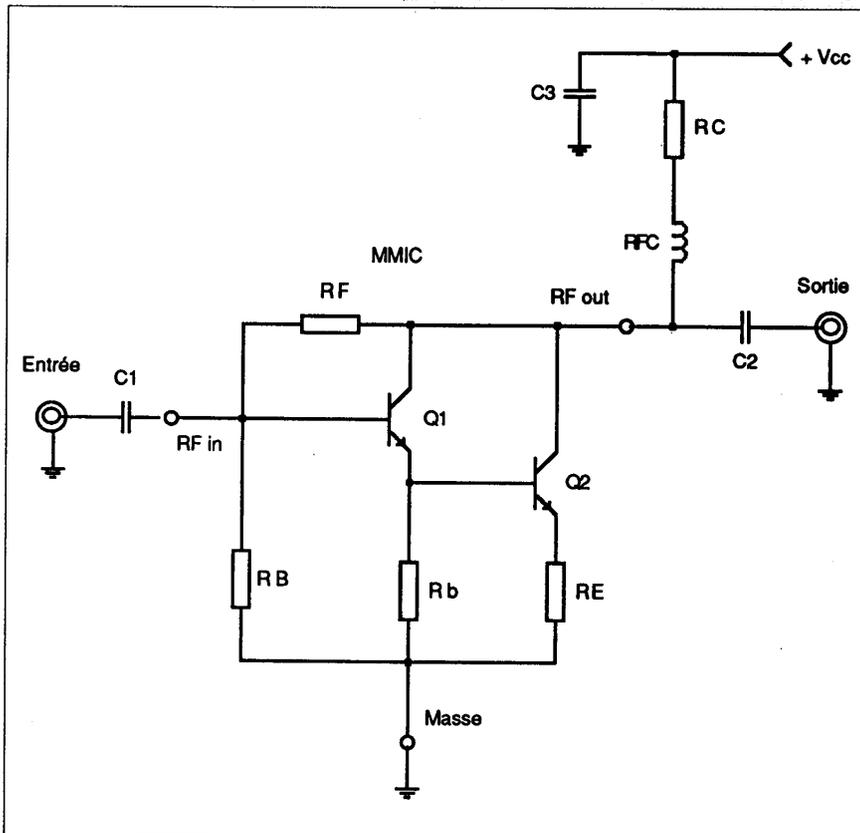 + Vcc
C3
RC
RFC
MMIC
RF
RF out
Sortie
Entrée
C1
C2
RF in
Q1
Q2
RB
Rb
RE
Masse